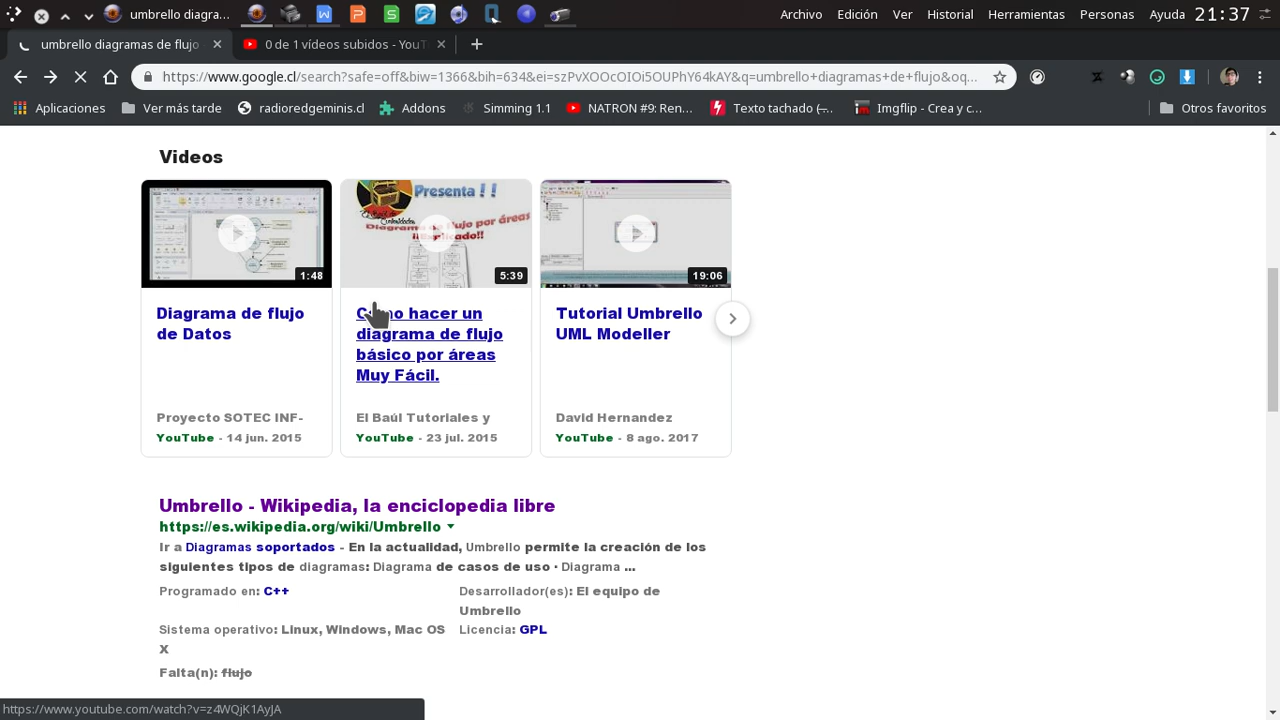 umbrello diagra...
Archivo Edición Ver Historial Herramientas Personas Ayuda 21:37
umbrello diagramas de flujo
0 de 1 vídeos subidos - YouT
https://www.google.cl/search?safe=off&biw=1366&bih=634&ei=szPvXOOcOIOi5OUPhY64kAY&q=umbrello+diagramas+de+flujo&oq...
Aplicaciones Ver más tarde radioredgeminis.cl Addons Simming 1.1 NATRON #9: Ren... Texto tachado (-... Imgflip - Crea y c... Otros favoritos
Videos
Presenta !!
Diagrama de flujo por áreas
Explicado!!
1:48
5:39
19:06
Diagrama de flujo
de Datos
Cómo hacer un
diagrama de flujo
básico por áreas
Muy Fácil.
Tutorial Umbrello
UML Modeller
Proyecto SOTEC INF-
YouTube - 14 jun. 2015
El Baúl Tutoriales y
YouTube - 23 jul. 2015
David Hernandez
YouTube - 8 ago. 2017
Umbrello - Wikipedia, la enciclopedia libre
https://es.wikipedia.org/wiki/Umbrello
Ir a Diagramas soportados - En la actualidad, Umbrello permite la creación de los
siguientes tipos de diagramas: Diagrama de casos de uso · Diagrama ...
Programado en: C++
Desarrollador(es): El equipo de
Umbrello
Sistema operativo: Linux, Windows, Mac OS
X
Licencia: GPL
Falta(n): flujo
https://www.youtube.com/watch?v=z4WQjK1AyJA